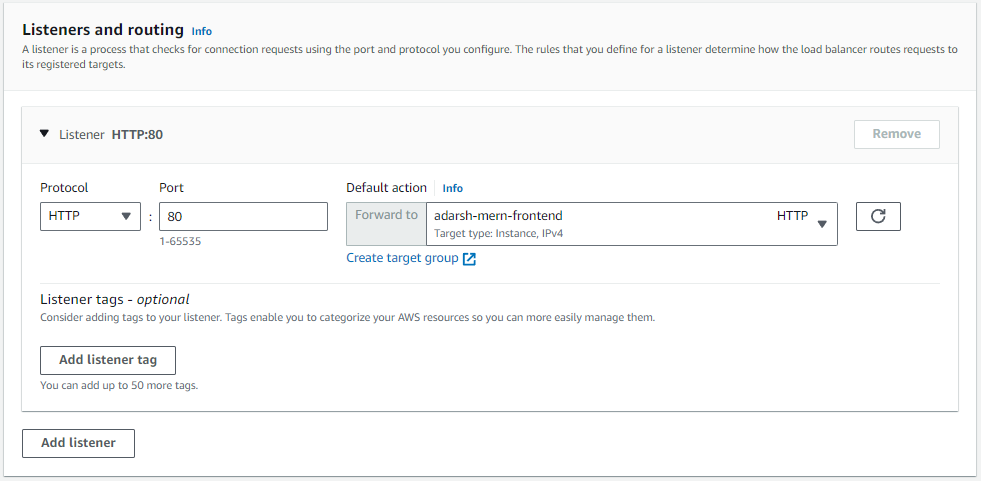 Listeners and routing Info
A listener is a process that checks for connection requests using the port and protocol you configure. The rules that you define for a listener determine how the load balancer routes requests to
its registered targets.
Listener HTTP:80
Remove
Protocol
Port
Default action Info
HTTP
:
80
Forward to
adarsh-mern-frontend
HTTP
Target type: Instance, IPv4
1-65535
Create target group
Listener tags - optional
Consider adding tags to your listener. Tags enable you to categorize your AWS resources so you can more easily manage them.
Add listener tag
You can add up to 50 more tags.
Add listener